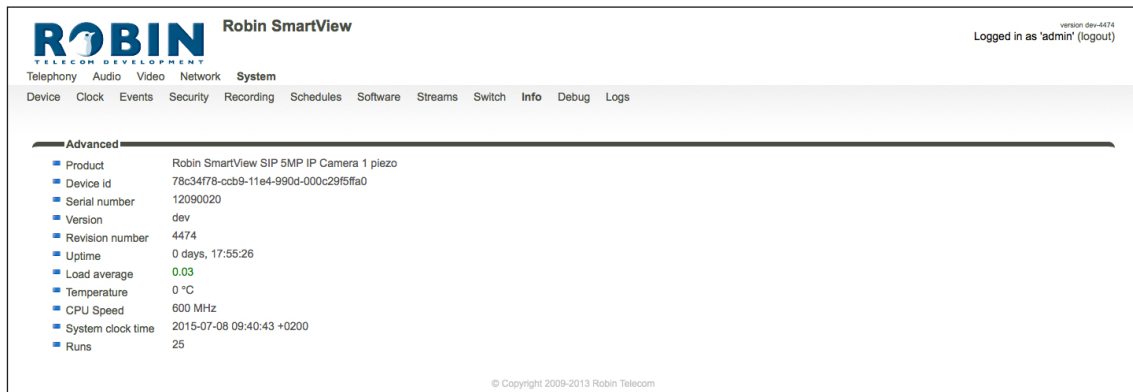 ROBIN
TELECOM DEVELOPMENT
Robin SmartView
version dev-4474
Logged in as 'admin' (logout)
Telephony Audio Video Network System
Device Clock Events Security Recording Schedules Software Streams Switch Info Debug Logs
Advanced
Product Robin SmartView SIP 5MP IP Camera 1 piezo
Device id 78c34f78-ccb9-11e4-990d-000c29f5ffa0
Serial number 12090020
Version dev
Revision number 4474
Uptime 0 days, 17:55:26
Load average 0.03
Temperature 0 °C
CPU Speed 600 MHz
System clock time 2015-07-08 09:40:43 +0200
Runs 25
© Copyright 2009-2013 Robin Telecom